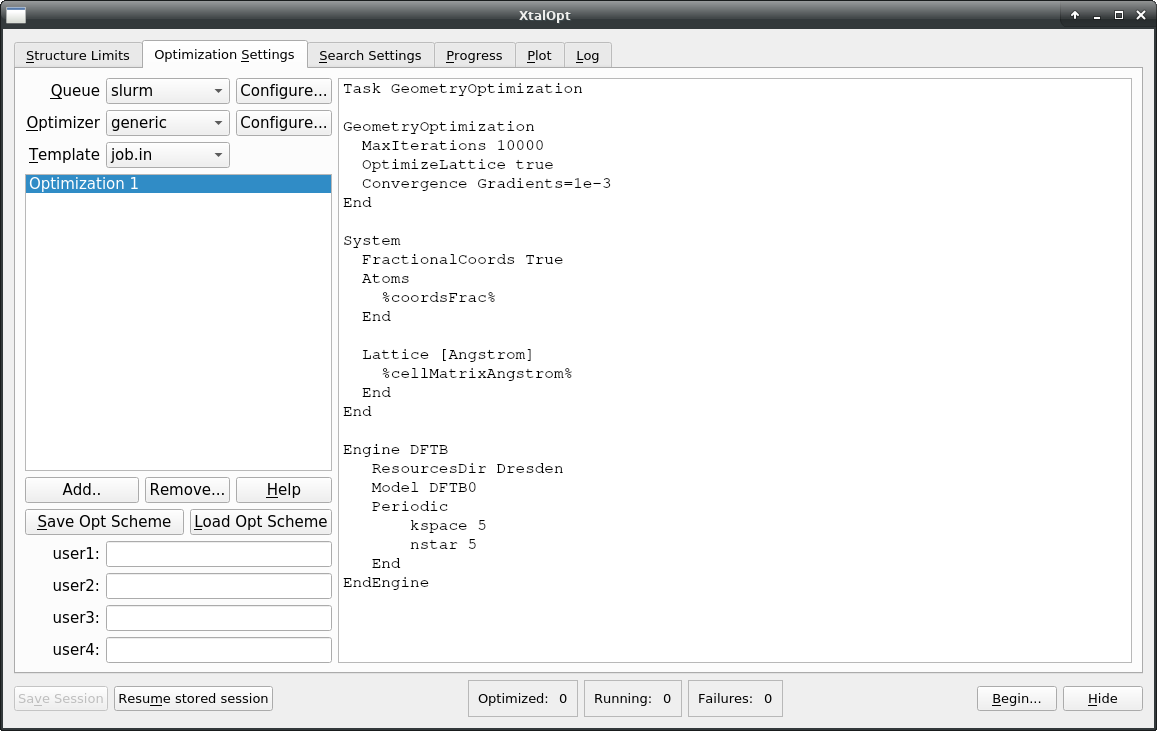 XtalOpt
Structure Limits
Optimization Settings
Search Settings
Progress
Plot
Log
Queue
slurm
Configure...
Optimizer
generic
Configure...
Template
job.in
Optimization 1
Add..
Remove...
Help
Save Opt Scheme
Load Opt Scheme
user1:
user2:
user3:
user4:
Task GeometryOptimization
GeometryOptimization
MaxIterations 10000
OptimizeLattice true
Convergence Gradients=1e-3
End
System
FractionalCoords True
Atoms
%coordsFrac%
End
Lattice [Angstrom]
%cellMatrixAngstrom%
End
End
Engine DFTB
ResourcesDir Dresden
Model DFTB0
Periodic
kspace 5
nstar 5
End
EndEngine
Save Session
Resume stored session
Optimized: 0
Running: 0
Failures: 0
Begin...
Hide